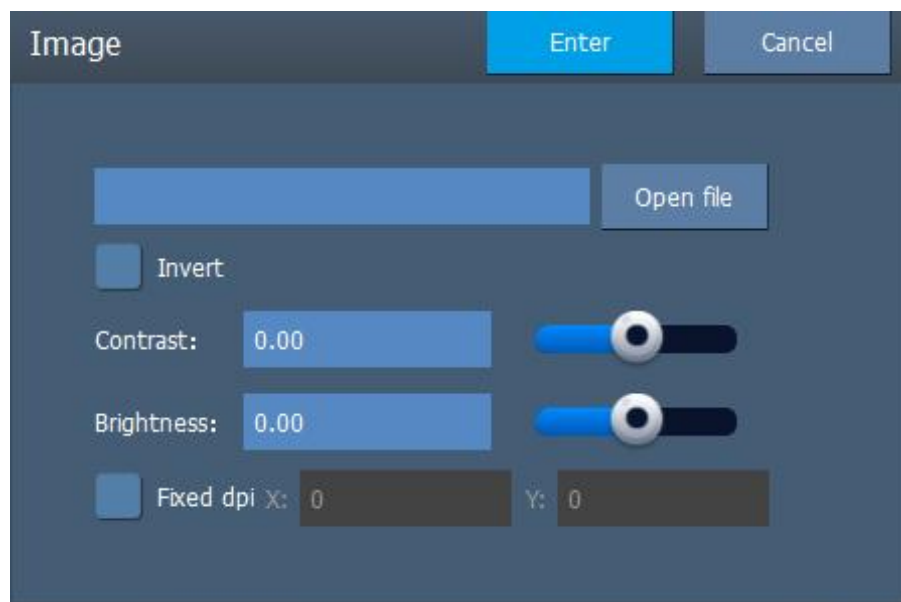 Image Enter Cancel
Open file
Invert
Contrast: 0.00
Brightness: 0.00
Fixed dpi X: 0 Y: 0